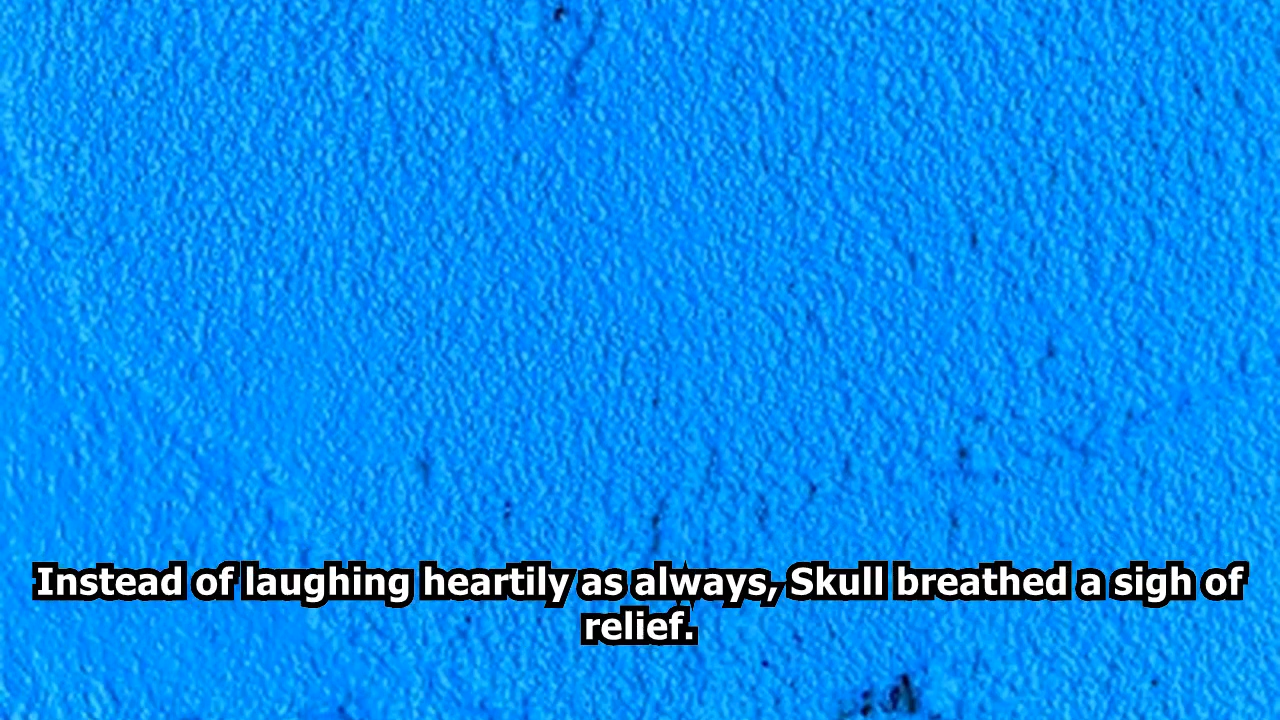 Instead of laughing heartily as always, Skull breathed a sigh of
relief.